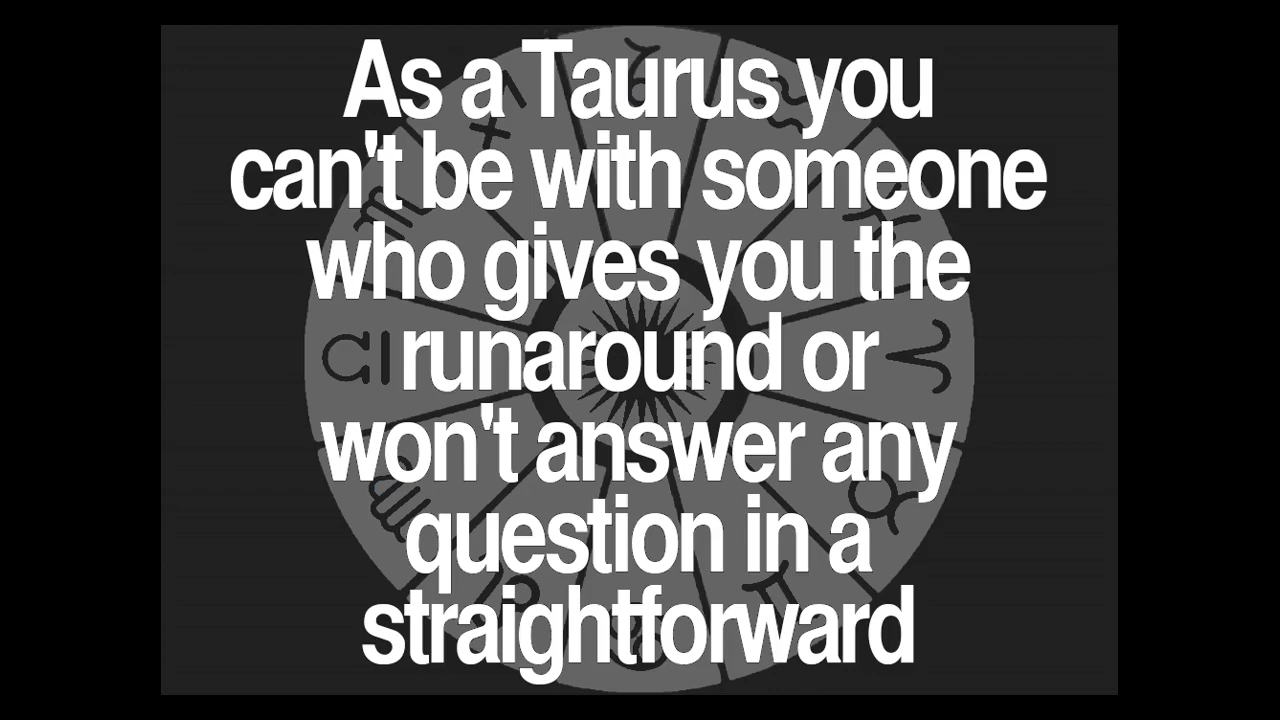 As a Taurus you
can't be with someone
who gives you the
runaround or
won't answer any
question in a
straightforward